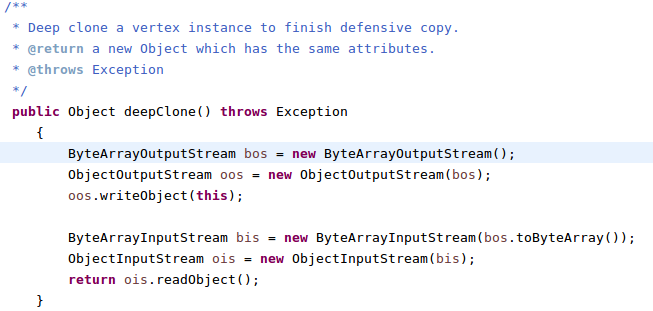 /**
 * Deep clone a vertex instance to finish defensive copy.
 * @return a new Object which has the same attributes.
 * @throws Exception
 */
 public Object deepClone() throws Exception
    {
        ByteArrayOutputStream bos = new ByteArrayOutputStream();
        ObjectOutputStream oos = new ObjectOutputStream(bos);
        oos.writeObject(this);

        ByteArrayInputStream bis = new ByteArrayInputStream(bos.toByteArray());
        ObjectInputStream ois = new ObjectInputStream(bis);
        return ois.readObject();
    }